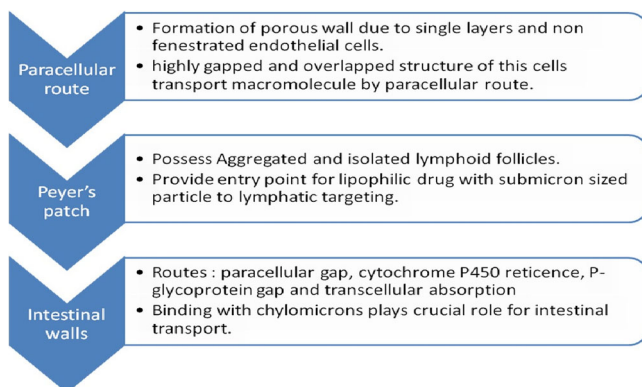 Paracellular
route
• Formation of porous wall due to single layers and non
fenestrated endothelial cells.
• highly gapped and overlapped structure of this cells
transport macromolecule by paracellular route.
Peyer's
patch
• Possess Aggregated and isolated lymphoid follicles.
• Provide entry point for lipophilic drug with submicron sized
particle to lymphatic targeting.
Intestinal
walls
• Routes : paracellular gap, cytochrome P450 reticence, P-
glycoprotein gap and transcellular absorption
• Binding with chylomicrons plays crucial role for intestinal
transport.